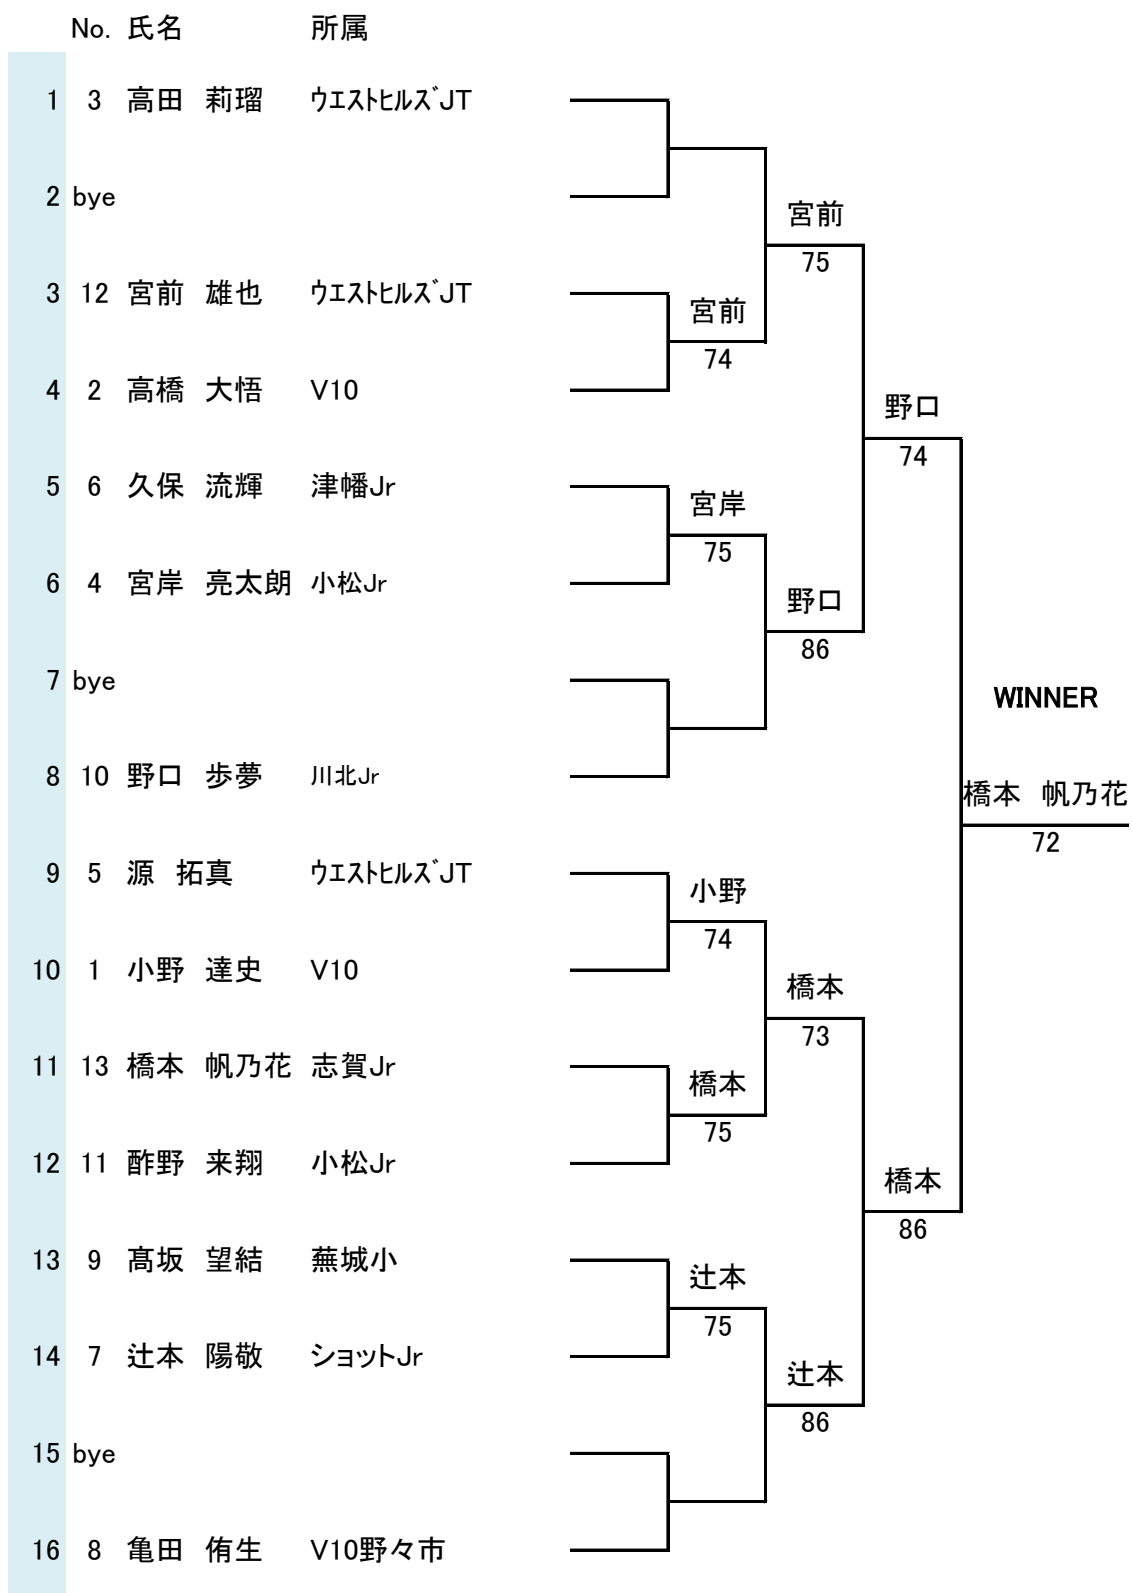 No. 氏名 所属
1 3 高田 莉瑠 ｳｴｽﾄﾋﾙｽﾞJT
2 bye
宮前
75
3 12 宮前 雄也 ｳｴｽﾄﾋﾙｽﾞJT
宮前
74
4 2 高橋 大悟 V10
野口
74
5 6 久保 流輝 津幡Jr
宮岸
75
6 4 宮岸 亮太朗 小松Jr
野口
86
7 bye
WINNER
8 10 野口 歩夢 川北Jr
橋本 帆乃花
72
9 5 源 拓真 ｳｴｽﾄﾋﾙｽﾞJT
小野
74
10 1 小野 達史 V10
橋本
73
11 13 橋本 帆乃花 志賀Jr
橋本
75
12 11 酢野 来翔 小松Jr
橋本
86
13 9 髙坂 望結 蕪城小
辻本
75
14 7 辻本 陽敬 ショットJr
辻本
86
15 bye
16 8 亀田 侑生 V10野々市